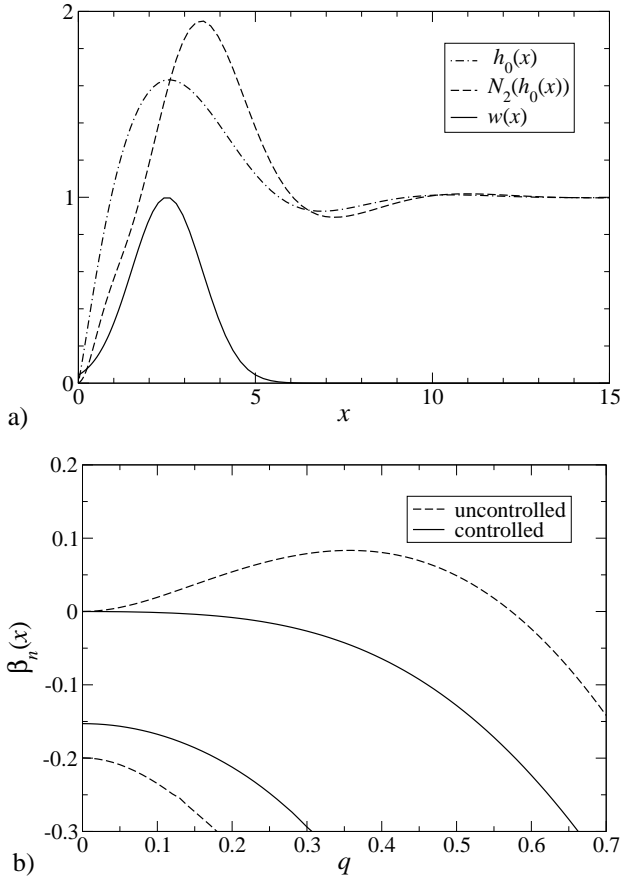 2
1
0
0
5
10
15
x
h₀(x)
N₂(h₀(x))
w(x)
a)
0.2
0.1
0
-0.1
-0.2
-0.3
βₙ(x)
uncontrolled
controlled
0
0.1
0.2
0.3
0.4
0.5
0.6
0.7
q
b)